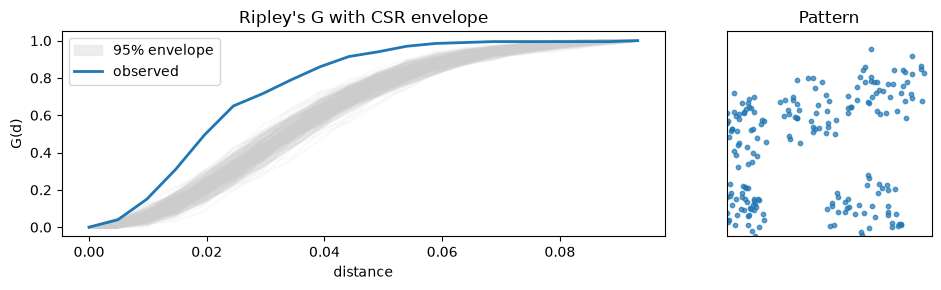 Ripley's G with CSR envelope
Pattern
1.0
0.8
0.6
0.4
0.2
0.0
G(d)
95% envelope
observed
0.00
0.02
0.04
0.06
0.08
distance